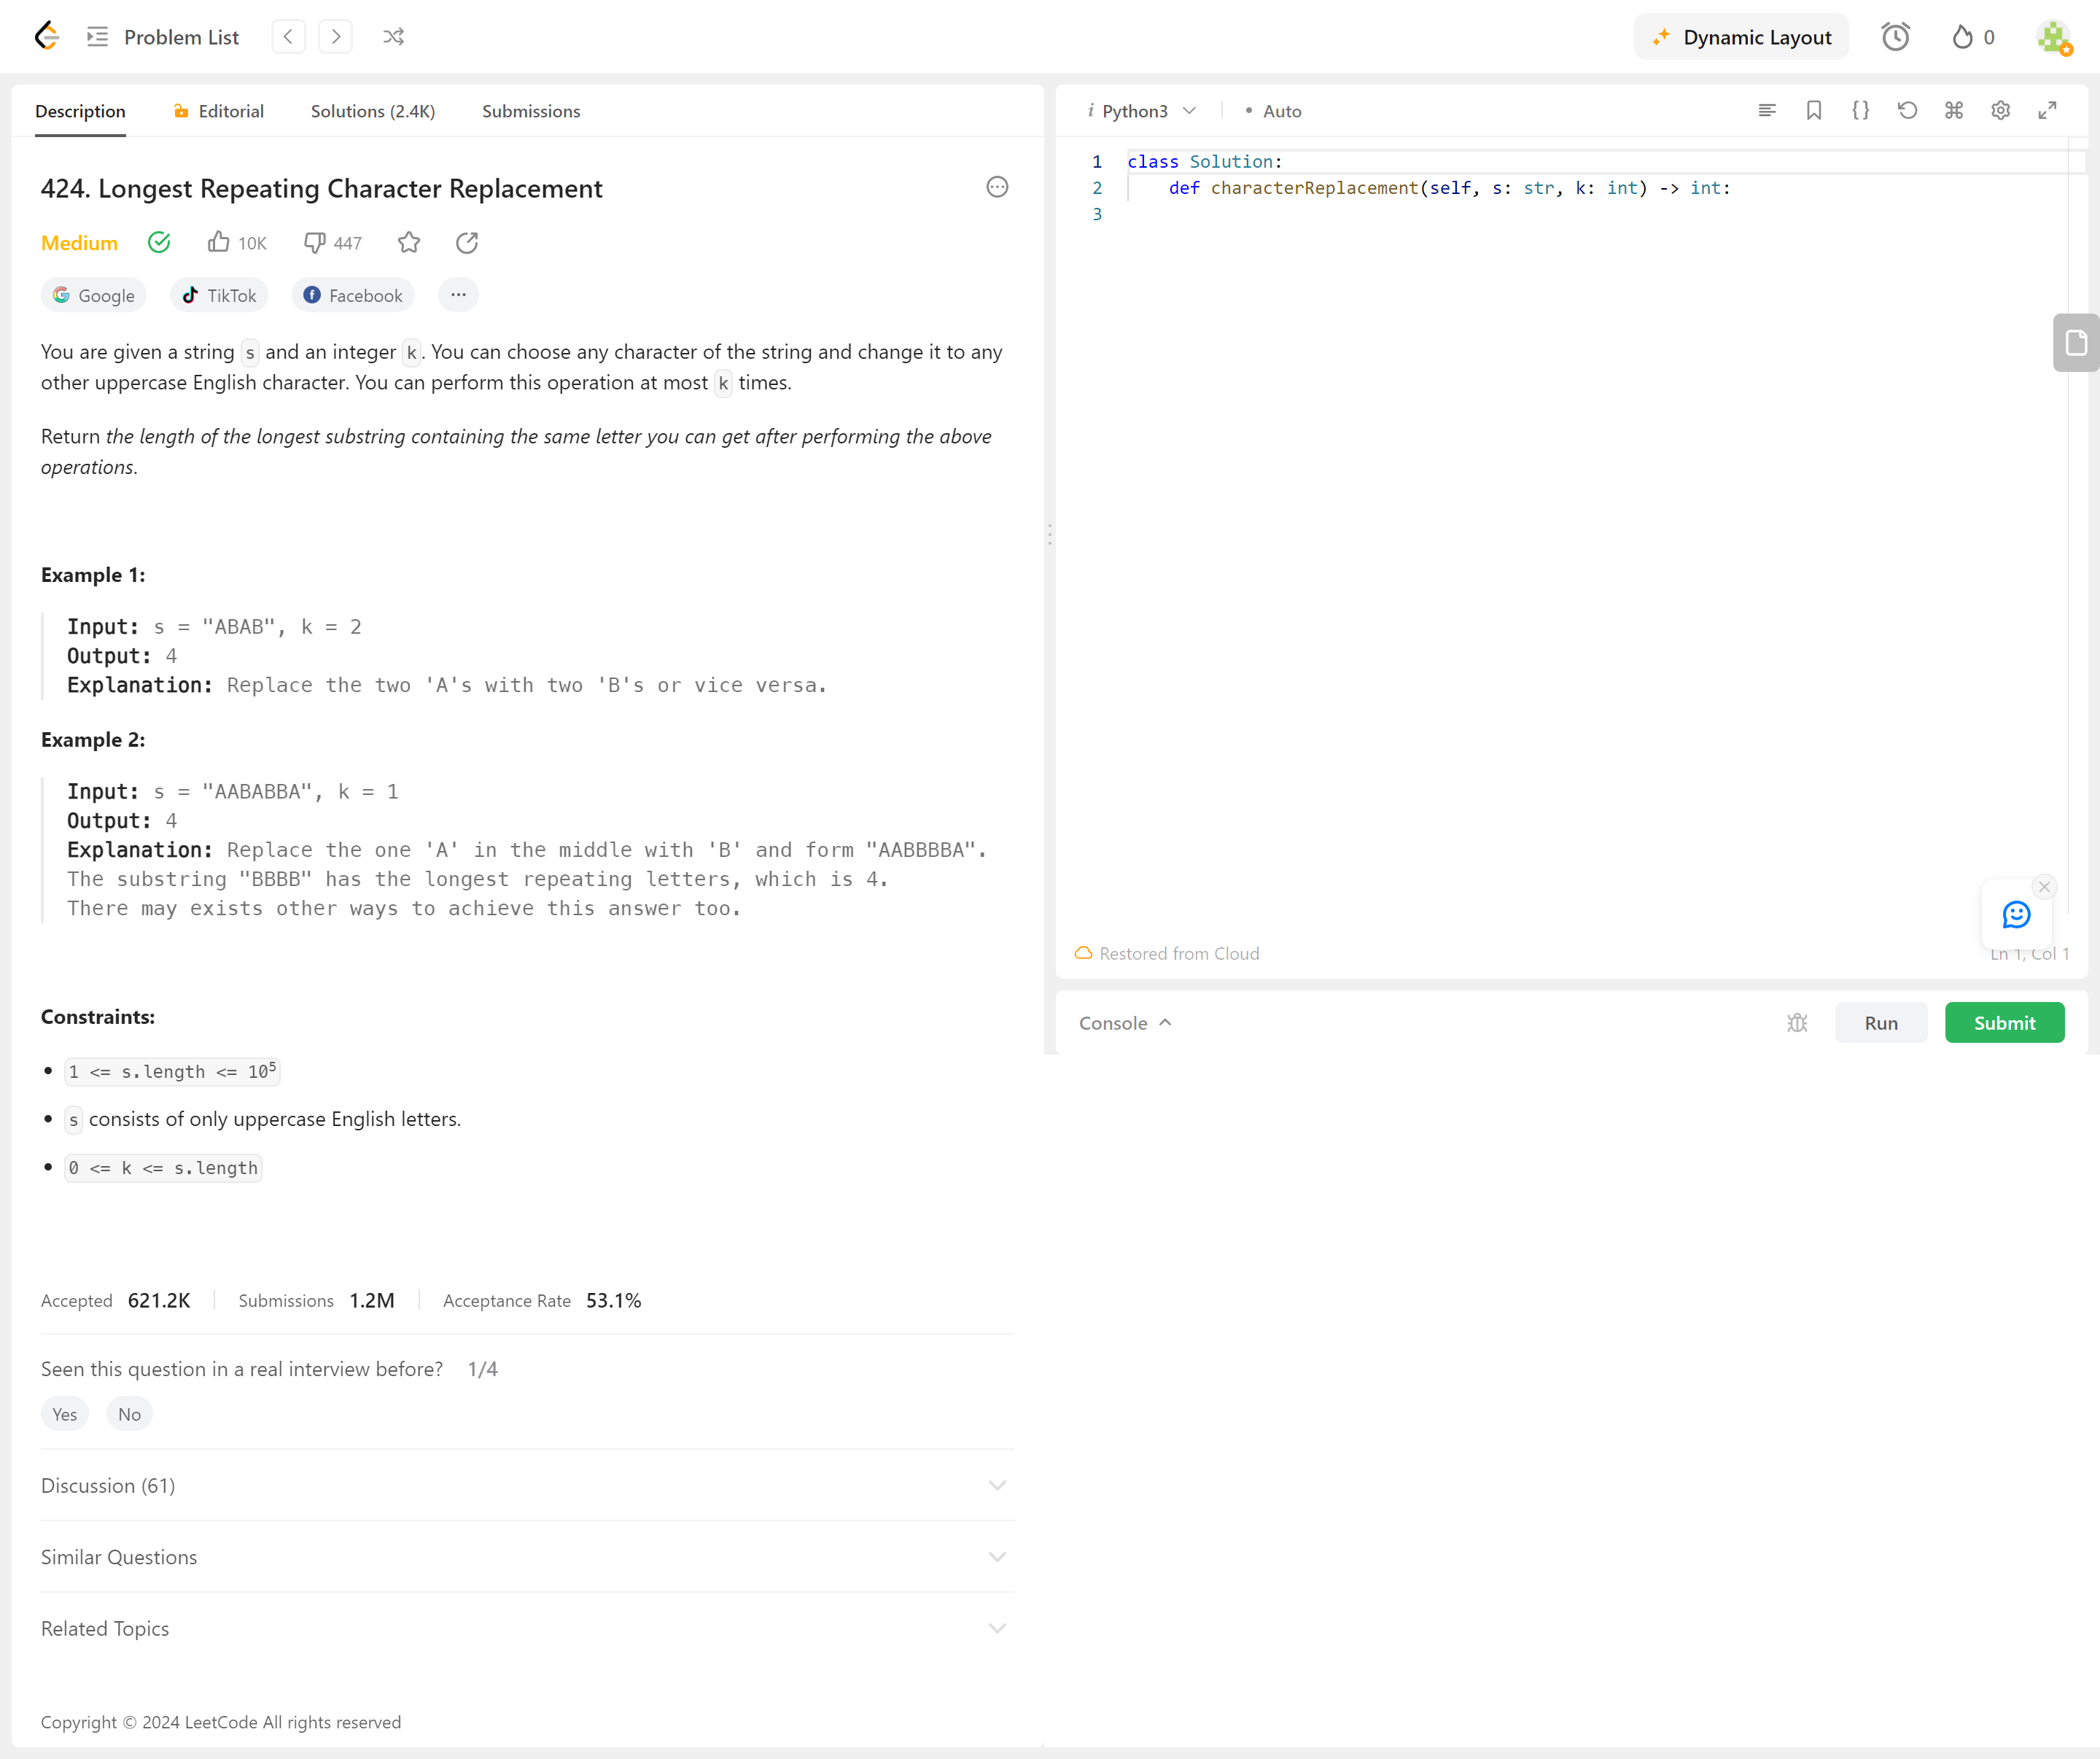 Problem List
Dynamic Layout
0
Description
Editorial
Solutions (2.4K)
Submissions
424. Longest Repeating Character Replacement
Medium
10K
447
Google
TikTok
Facebook
You are given a string s and an integer k. You can choose any character of the string and change it to any
other uppercase English character. You can perform this operation at most k times.
Return the length of the longest substring containing the same letter you can get after performing the above
operations.
Example 1:
Input: s = "ABAB", k = 2
Output: 4
Explanation: Replace the two 'A's with two 'B's or vice versa.
Example 2:
Input: s = "AABABBA", k = 1
Output: 4
Explanation: Replace the one 'A' in the middle with 'B' and form "AABBBBA".
The substring "BBBB" has the longest repeating letters, which is 4.
There may exists other ways to achieve this answer too.
Constraints:
1 <= s.length <= 10⁵
s consists of only uppercase English letters.
0 <= k <= s.length
Accepted 621.2K Submissions 1.2M Acceptance Rate 53.1%
Seen this question in a real interview before? 1/4
Yes
No
Discussion (61)
Similar Questions
Related Topics
Copyright © 2024 LeetCode All rights reserved
i Python3
• Auto
1 class Solution:
2     def characterReplacement(self, s: str, k: int) -> int:
3
Restored from Cloud
Ln 1, Col 1
Console
Run
Submit